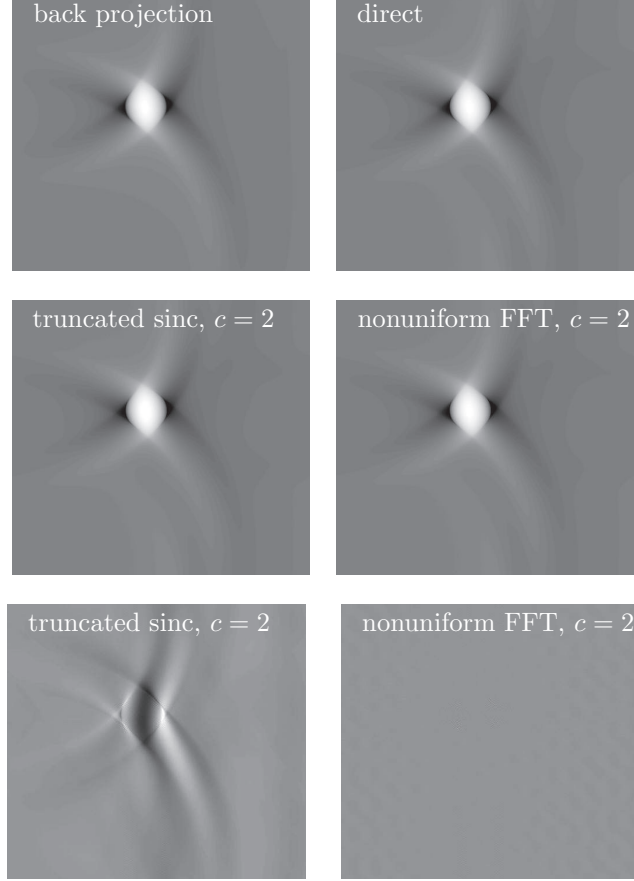 back projection
direct
truncated sinc, c = 2
nonuniform FFT, c = 2
truncated sinc, c = 2
nonuniform FFT, c = 2